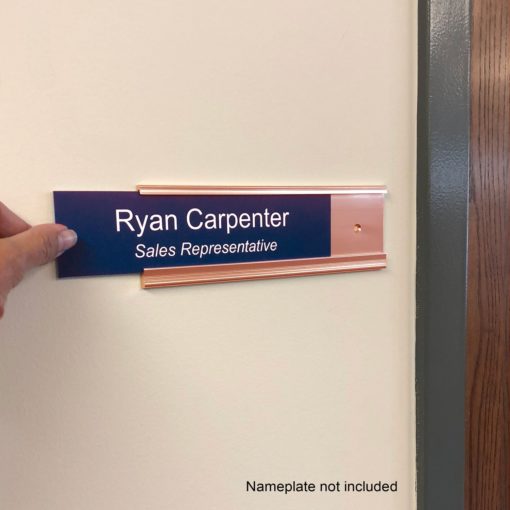 Ryan Carpenter
Sales Representative
Nameplate not included